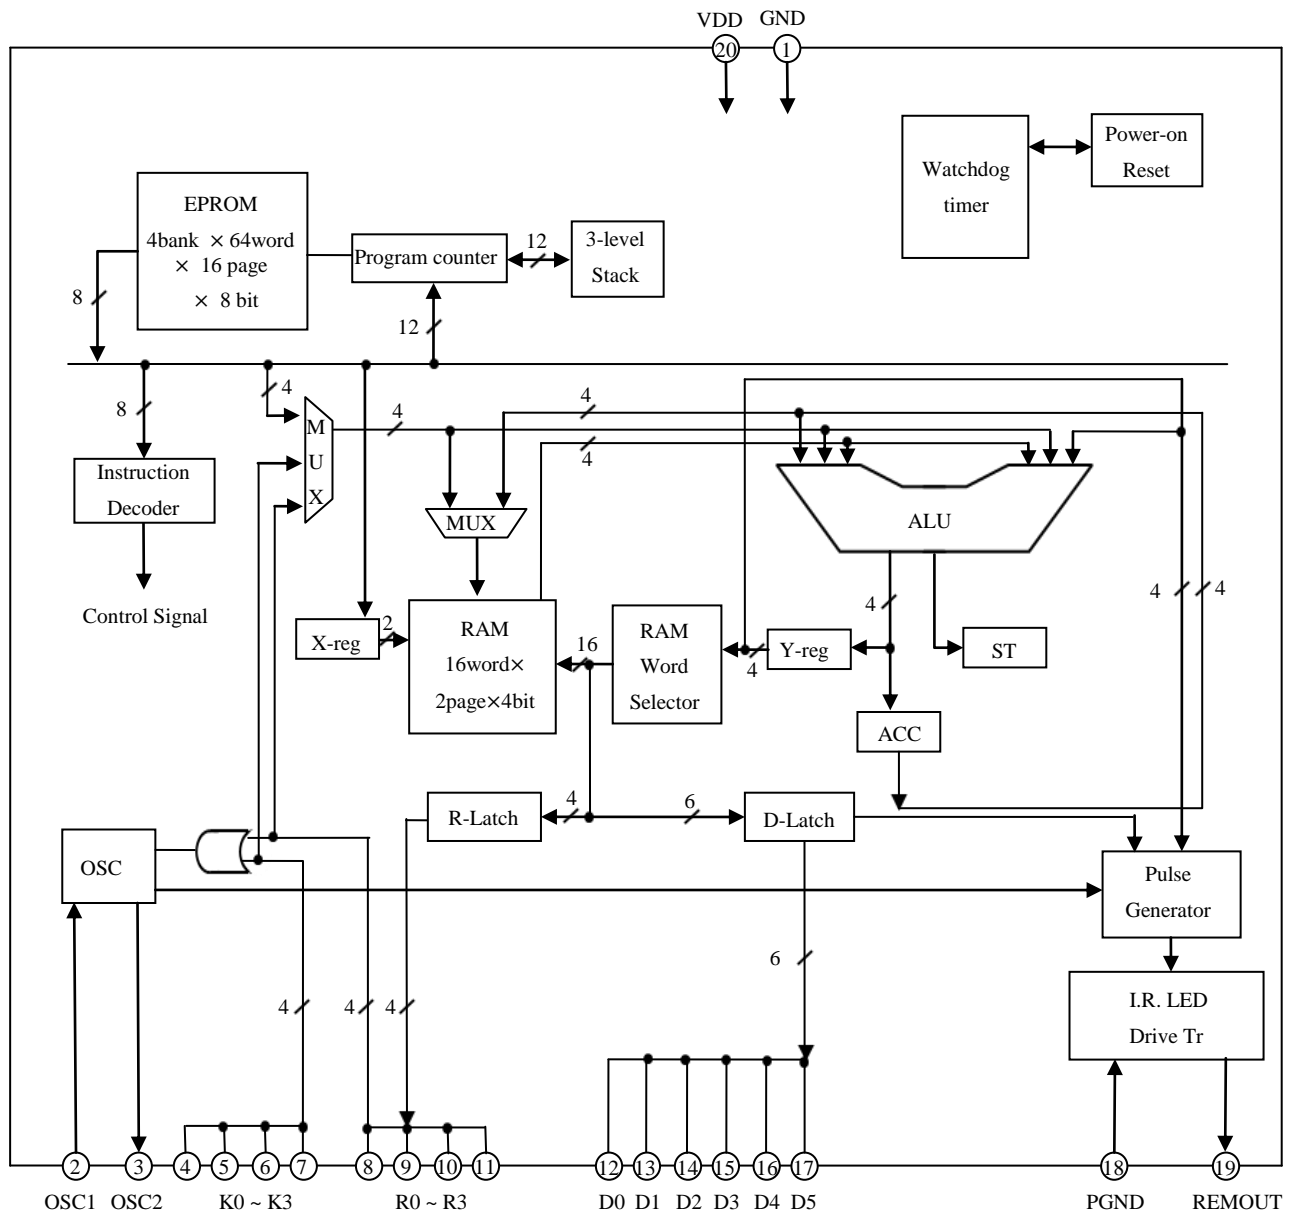 VDD GND
20 1
Watchdog
timer
Power-on
Reset
EPROM
4bank × 64word
× 16 page
× 8 bit
Program counter
12
3-level
Stack
8
12
8
4
4
4
4
M
U
X
Instruction
Decoder
MUX
ALU
Control Signal
X-reg
2
RAM
16word×
2page×4bit
16
RAM
Word
Selector
4
Y-reg
4
ST
4
4
ACC
R-Latch
4
6
D-Latch
OSC
Pulse
Generator
4
4
4
6
I.R. LED
Drive Tr
2 3 4 5 6 7 8 9 10 11 12 13 14 15 16 17 18 19
OSC1 OSC2 K0 ~ K3 R0 ~ R3 D0 D1 D2 D3 D4 D5 PGND REMOUT